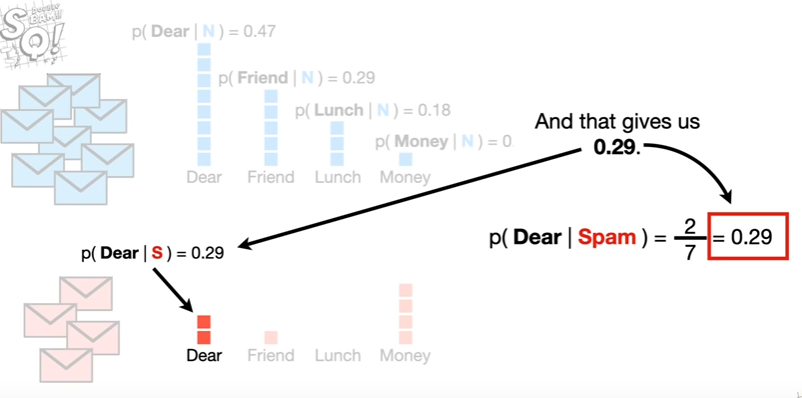 p( Dear | N ) = 0.47
p( Friend | N ) = 0.29
p( Lunch | N ) = 0.18
p( Money | N ) = 0
Dear Friend Lunch Money
And that gives us
0.29.
p( Dear | Spam ) = 2/7 = 0.29
p( Dear | S ) = 0.29
Dear Friend Lunch Money